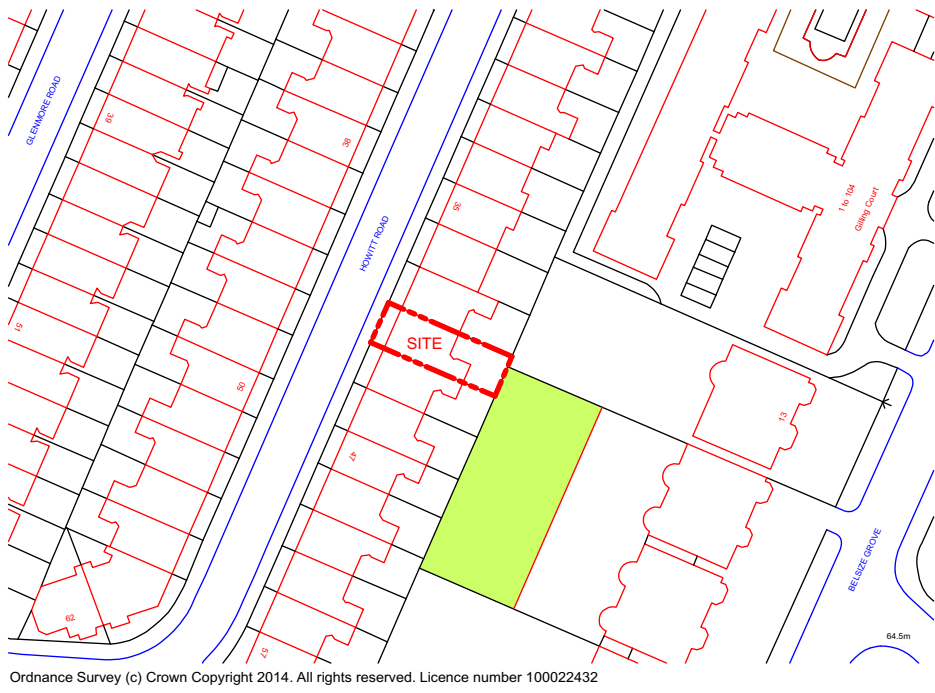 GLENMORE ROAD
39
38
HOWITT ROAD
35
1 to 104
Gilling Court
SITE
51
50
13
47
BELSIZE GROVE
62
57
64.5m
Ordnance Survey (c) Crown Copyright 2014. All rights reserved. Licence number 100022432